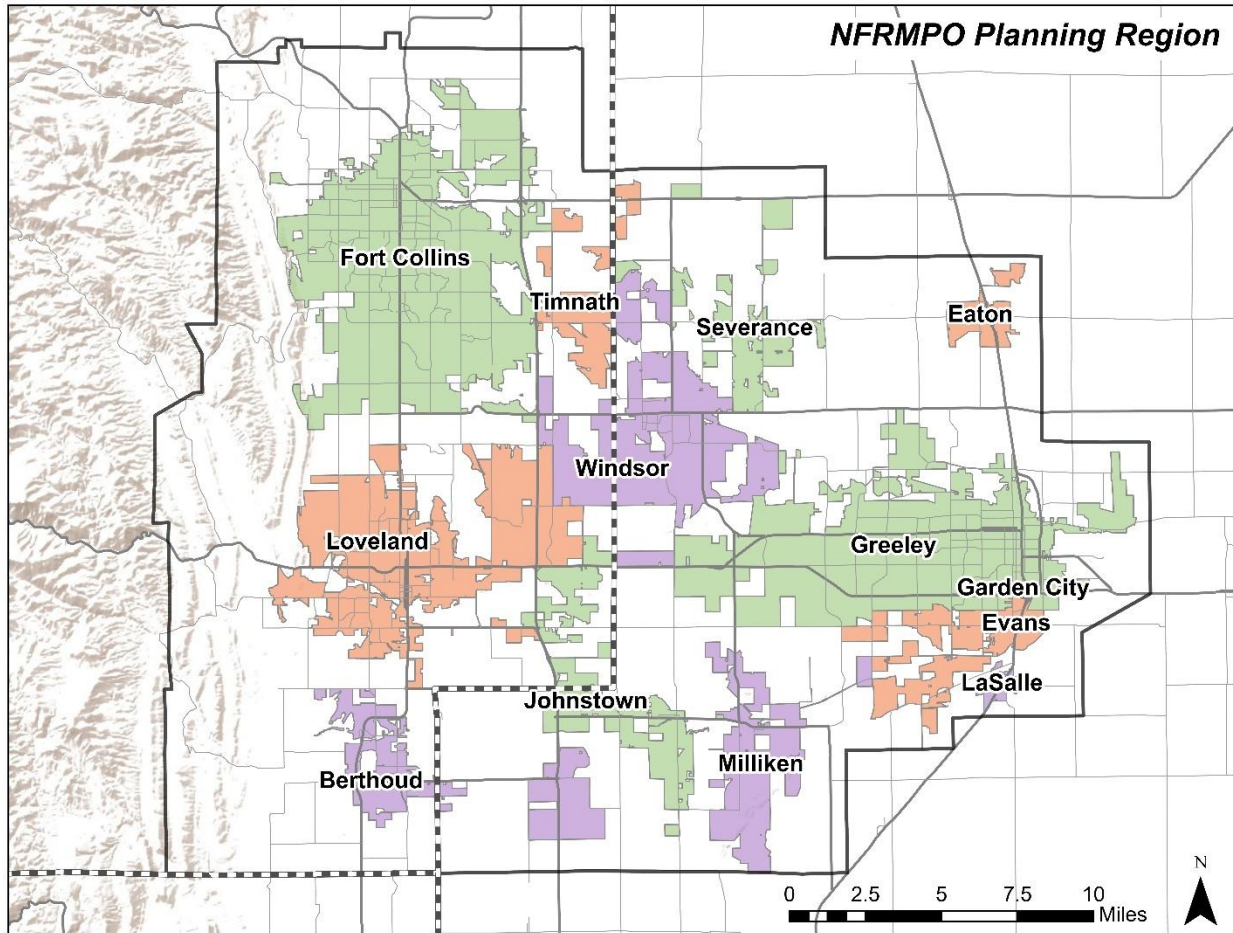 NFRMPO Planning Region
Fort Collins
Timnath
Severance
Eaton
Windsor
Loveland
Greeley
Garden City
Evans
LaSalle
Johnstown
Milliken
Berthoud
N
0 2.5 5 7.5 10
Miles